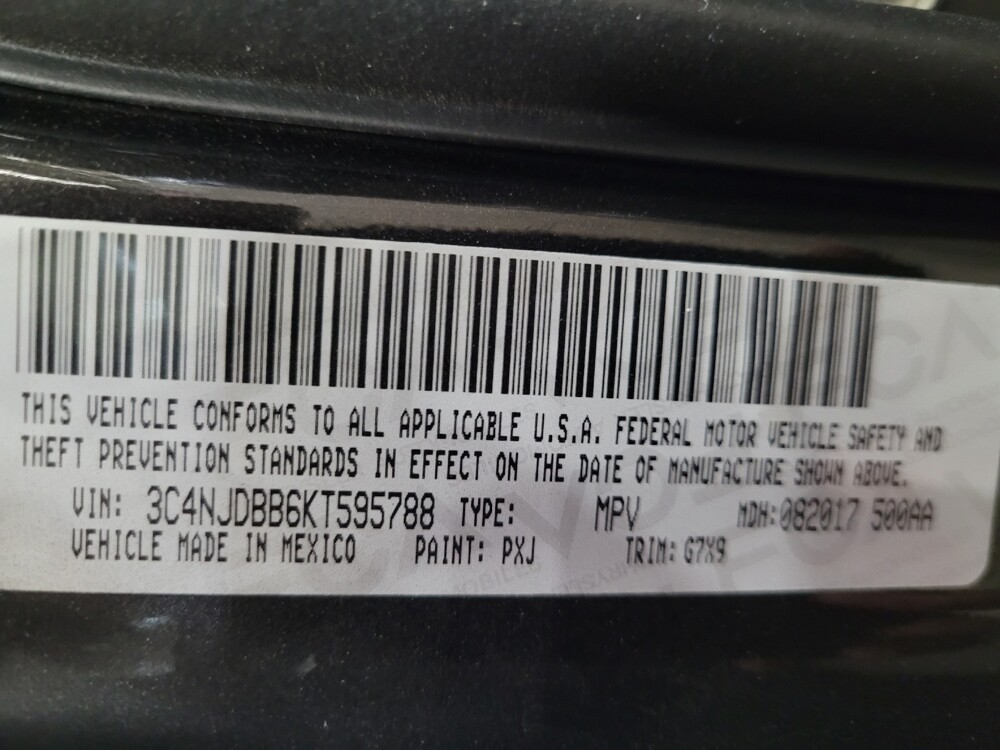 THIS VEHICLE CONFORMS TO ALL APPLICABLE U.S.A. FEDERAL MOTOR VEHICLE SAFETY AND
THEFT PREVENTION STANDARDS IN EFFECT ON THE DATE OF MANUFACTURE SHOWN ABOVE.
VIN: 3C4NJDBB6KT595788 TYPE: MPV MDH: 082017 500AA
VEHICLE MADE IN MEXICO PAINT: PXJ TRIM: G7X9